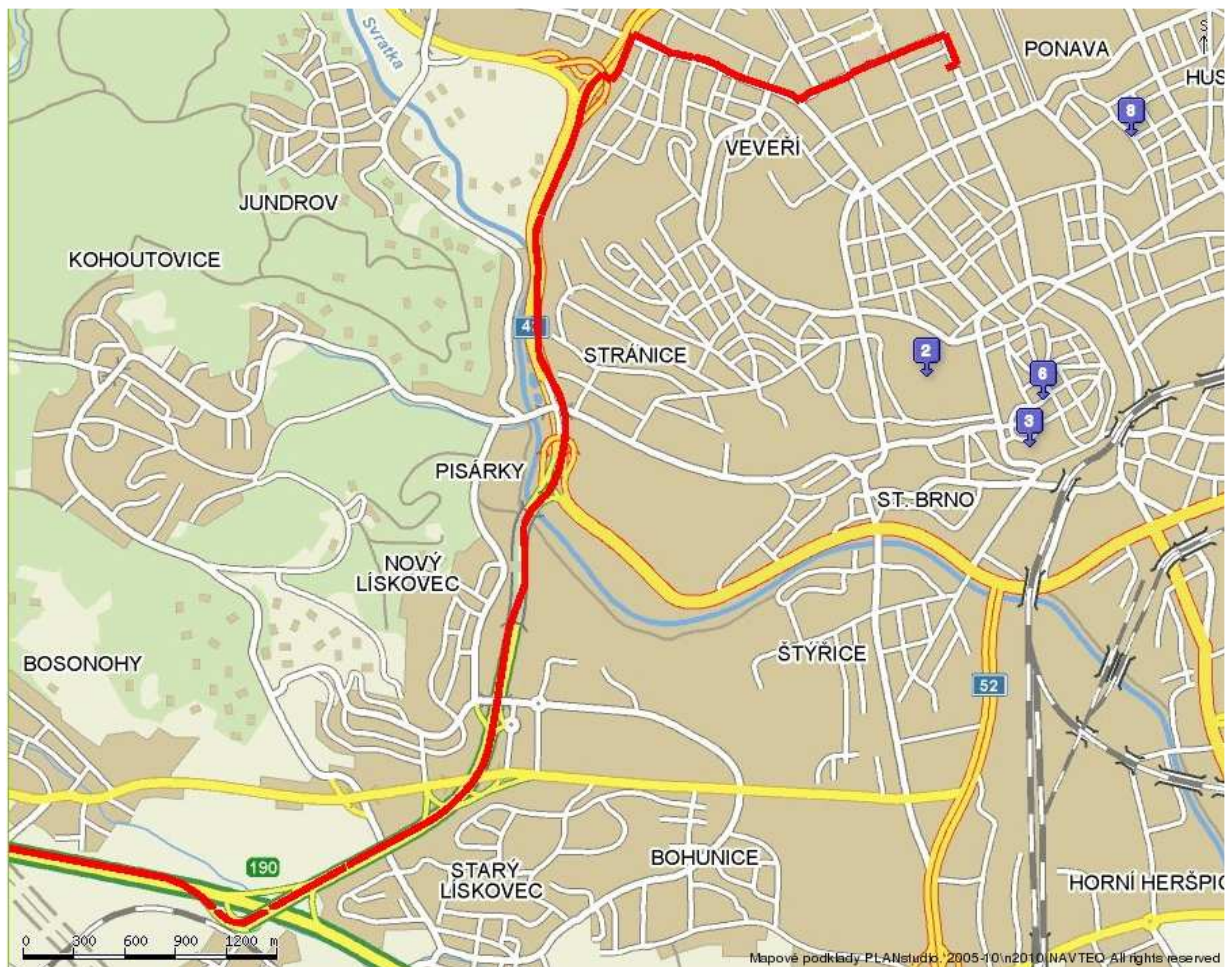 Svratka
S
PONAVA
HUS
8
VEVEŘÍ
JUNDROV
KOHOUTOVICE
STRÁNICE
2
6
3
PISÁRKY
ST. BRNO
NOVÝ
LÍSKOVEC
BOSONOHY
ŠTÝŘICE
52
190
STARÝ
LÍSKOVEC
BOHUNICE
HORNÍ HERŠPIC
0 300 600 900 1200 m
Mapové podklady PLANstudio, '2005-10\n2010 NAVTEQ All rights reserved